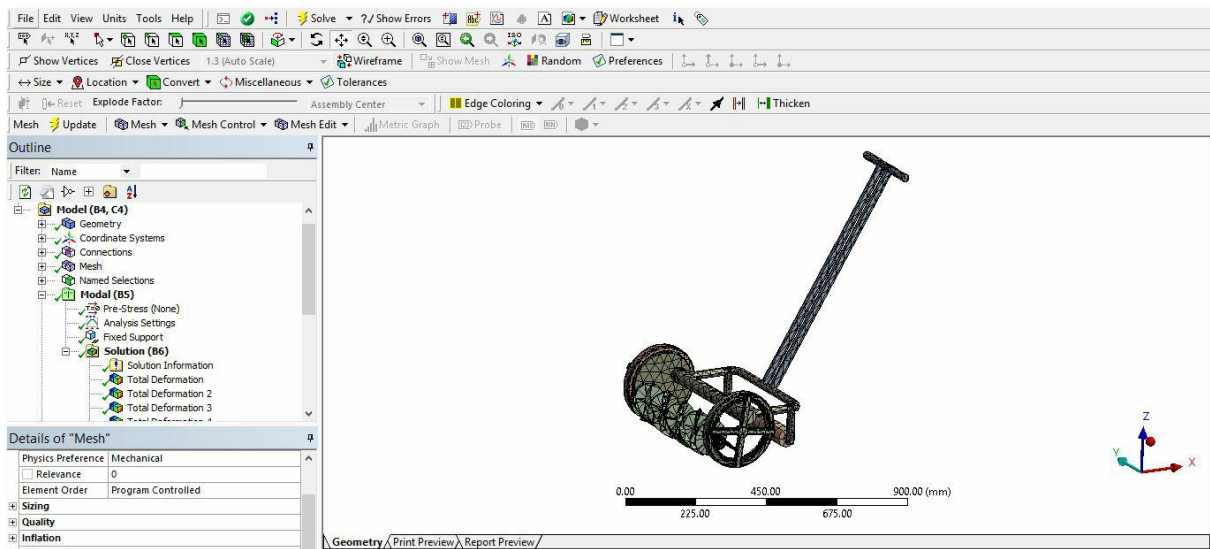 File Edit View Units Tools Help Solve ?/ Show Errors A Worksheet
Show Vertices Close Vertices 1.3 (Auto Scale) Wireframe Show Mesh Random Preferences
Size Location Convert Miscellaneous Tolerances
Reset Explode Factor: Assembly Center Edge Coloring Thicken
Mesh Update Mesh Mesh Control Mesh Edit Metric Graph Probe
Outline
Filter: Name
Model (B4, C4)
Geometry
Coordinate Systems
Connections
Mesh
Named Selections
Modal (B5)
Pre-Stress (None)
Analysis Settings
Fixed Support
Solution (B6)
Solution Information
Total Deformation
Total Deformation 2
Total Deformation 3
Total Deformation 4
Details of "Mesh"
Physics Preference Mechanical
Relevance 0
Element Order Program Controlled
Sizing
Quality
Inflation
Z
Y
X
0.00 450.00 900.00 (mm)
225.00 675.00
Geometry Print Preview Report Preview